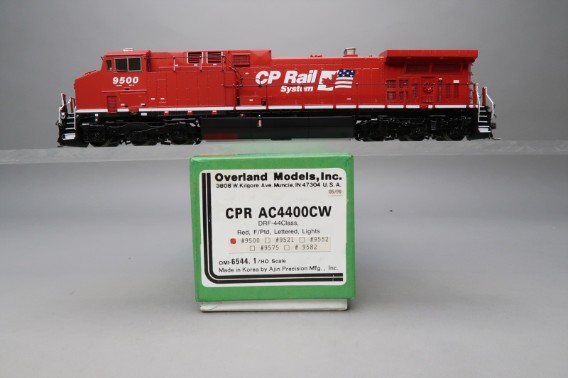 9500
CP Rail
System
Overland Models, Inc.
3808 W. Kilgore Ave. Muncie, IN 47304 U. S. A.
05/95
CPR AC4400CW
DRF-44Class,
Red, F/Ptd, Lettered, Lights
#9500 #9521 #9552
#9575 # 9582
OMI-6544.1/HO Scale
Made in Korea by Ajin Precision Mfg., Inc.